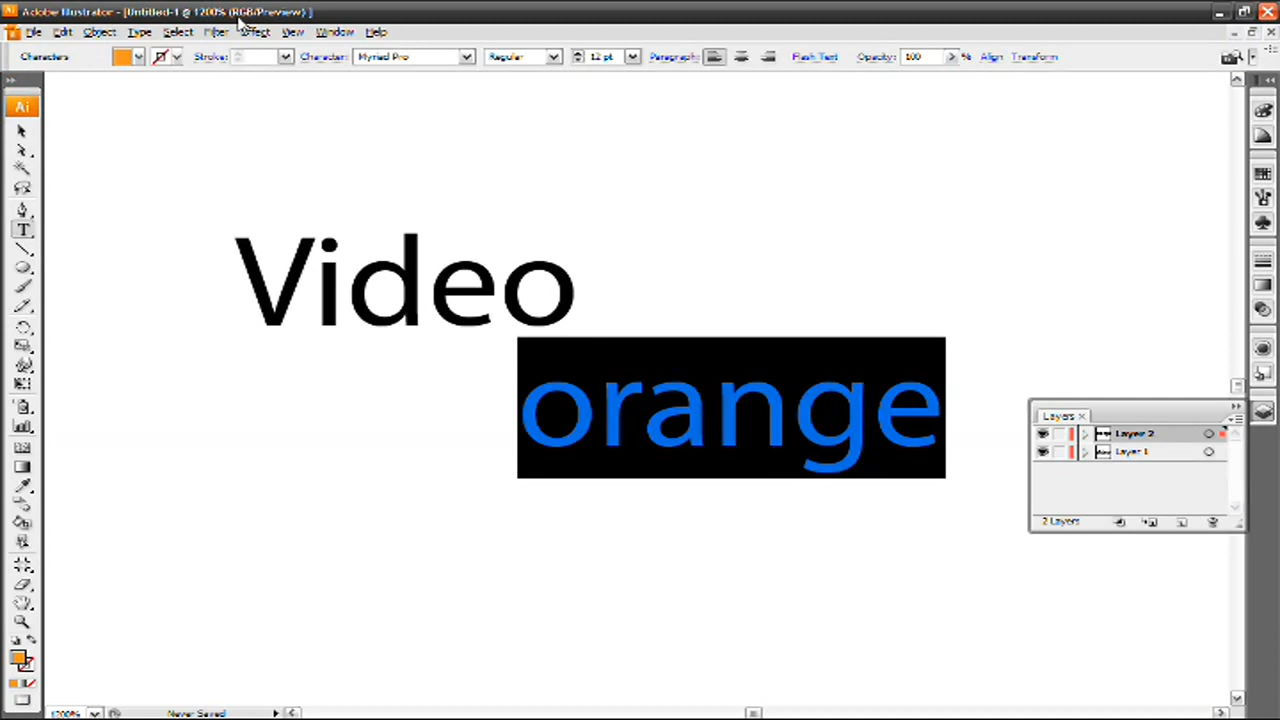 Adobe Illustrator - [Untitled-1 @ 1200% (RGB/Preview) ]
File Edit Object Type Select Filter Effect View Window Help
Characters Stroke: Character: Myriad Pro Regular 12 pt Paragraph: Flash Text Opacity: 100 % Align Transform
Ai
T
Video
orange
Layers
Layer 2
Layer 1
2 Layers
1200% Never Saved